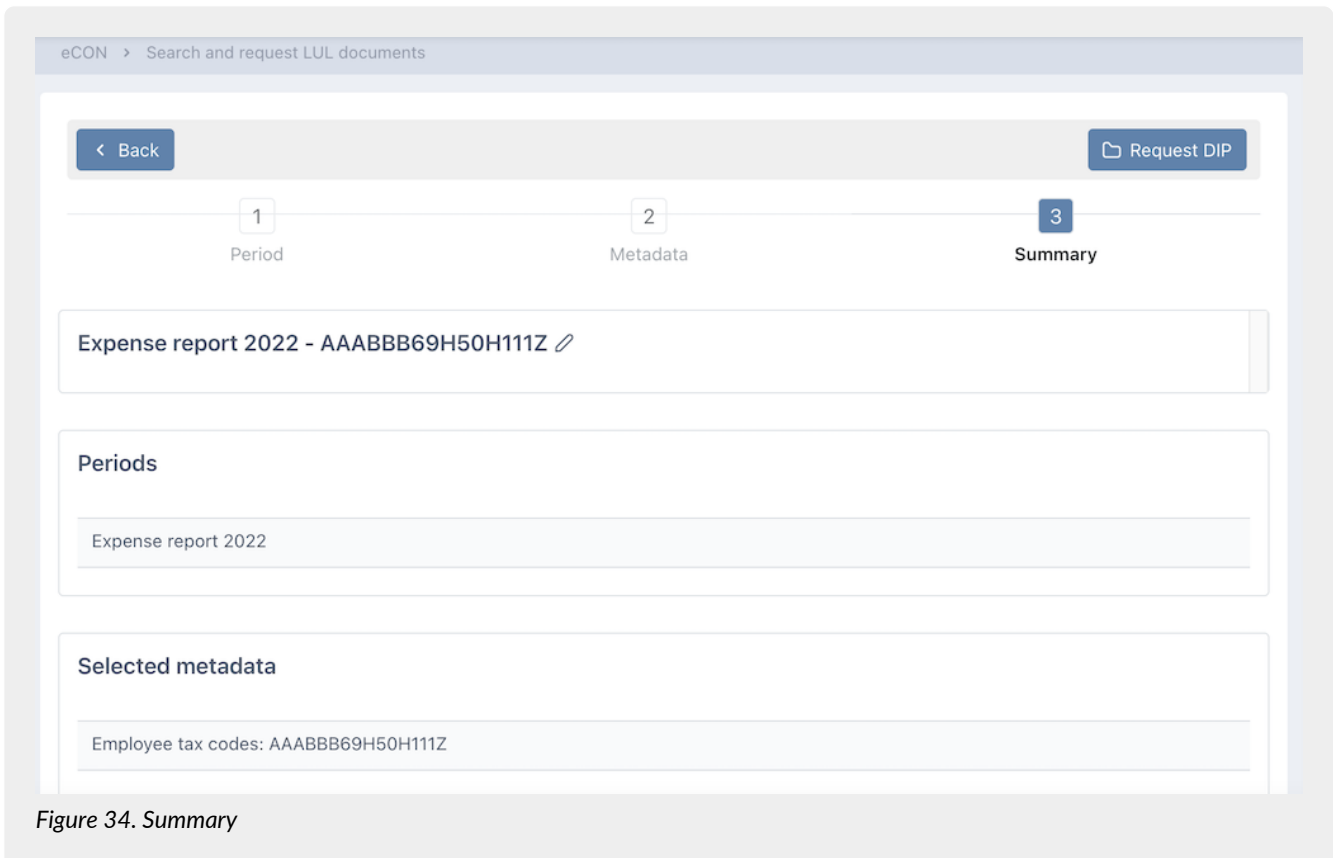 eCON > Search and request LUL documents
< Back
Request DIP
1
2
3
Period
Metadata
Summary
Expense report 2022 - AAABBB69H50H111Z
Periods
Expense report 2022
Selected metadata
Employee tax codes: AAABBB69H50H111Z
Figure 34. Summary